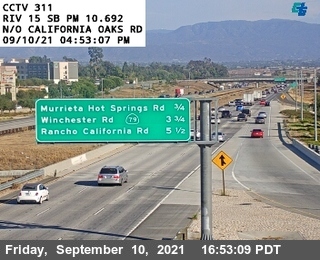 CCTV 311
RIV 15 SB PM 10.692
N/O CALIFORNIA OAKS RD
09/10/21 04:53:07 PM
Murrieta Hot Springs Rd ¾
Winchester Rd 79 3 ¾
Rancho California Rd 5 ½
Friday, September 10, 2021 16:53:09 PDT